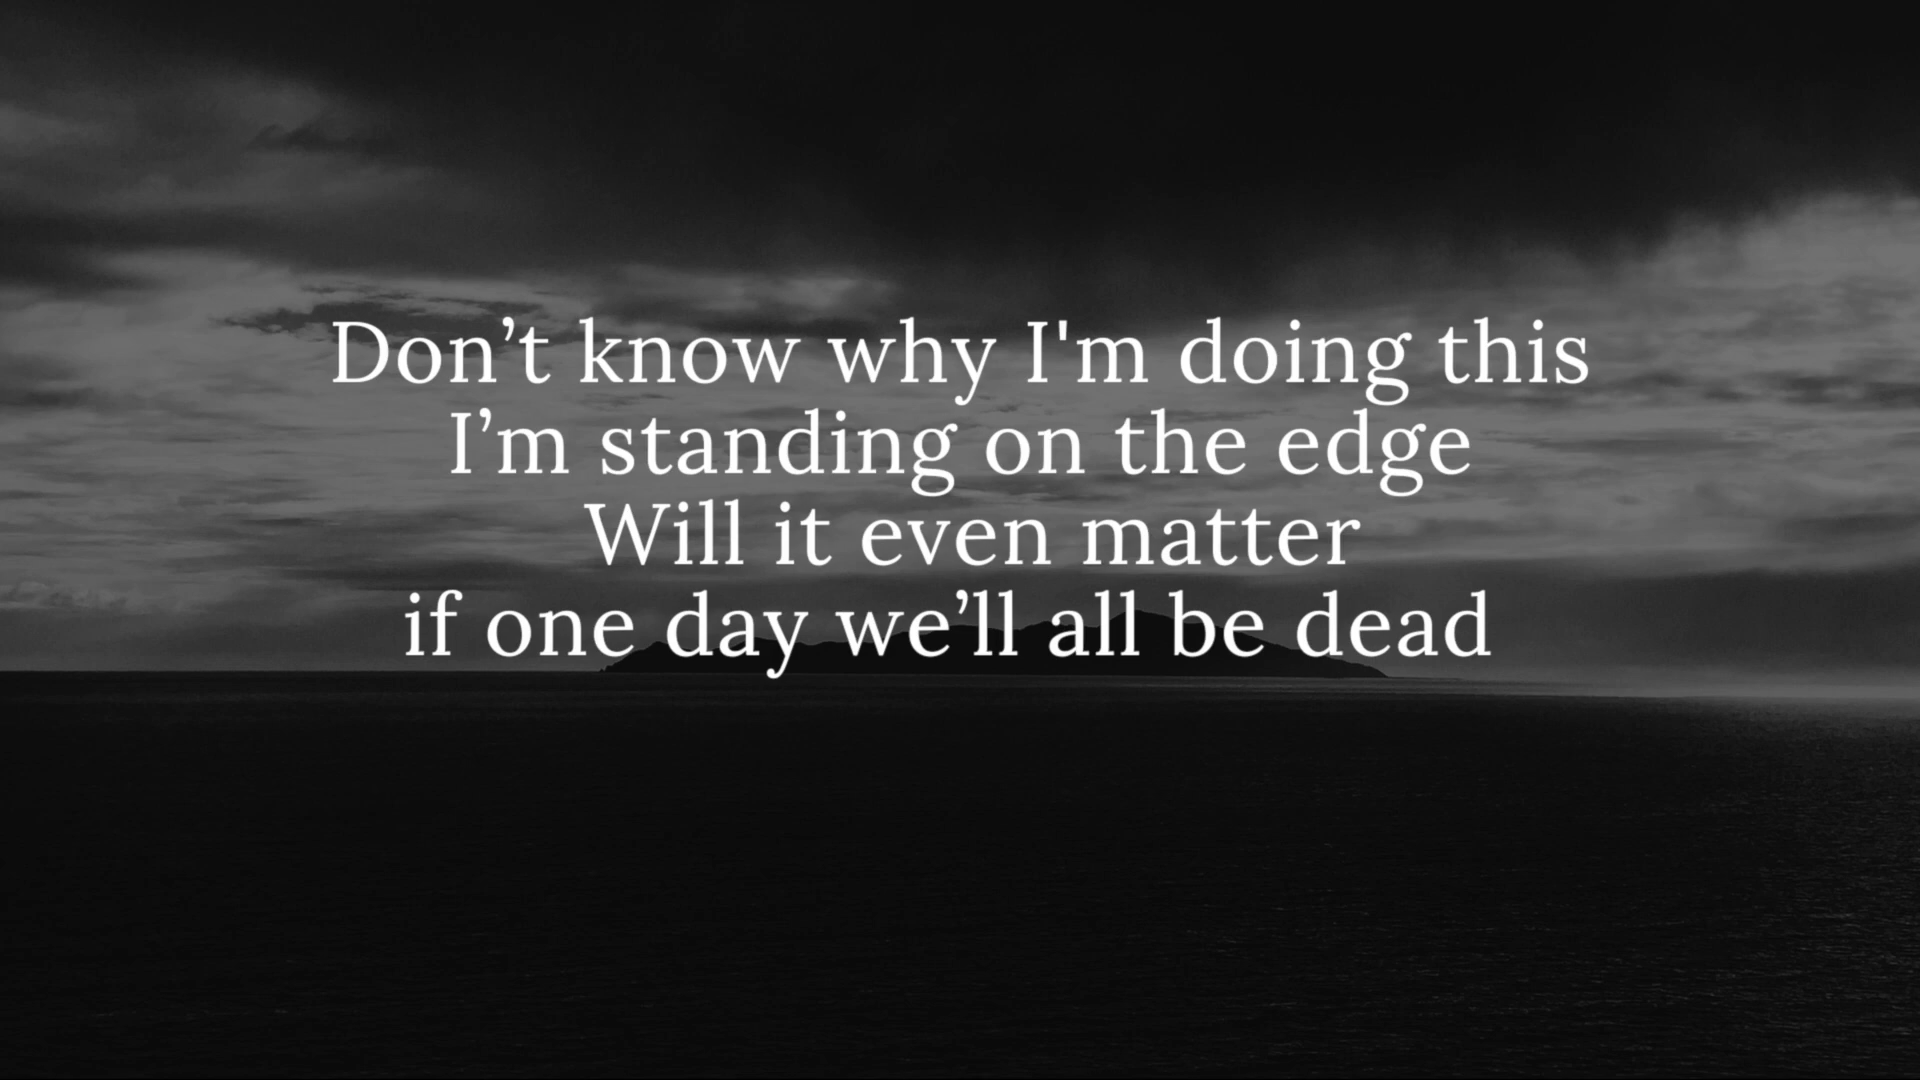 Don’t know why I'm doing this
I’m standing on the edge
Will it even matter
if one day we’ll all be dead